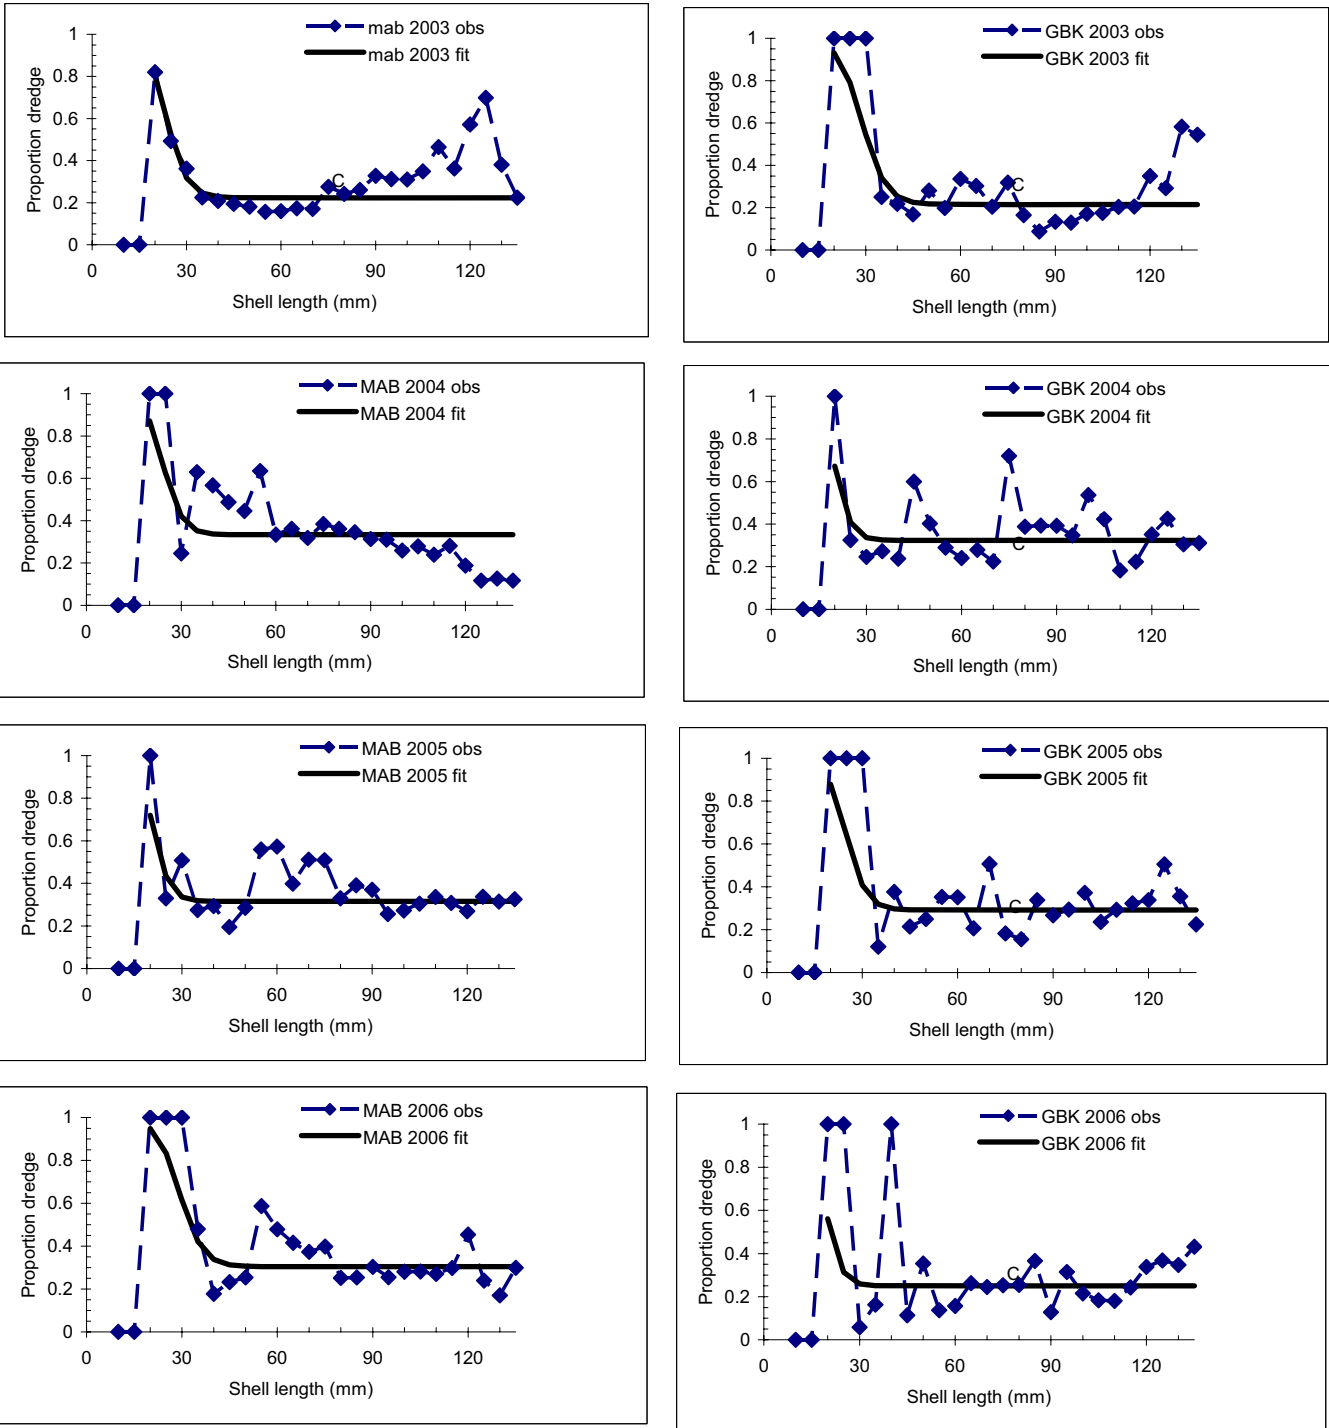 mab 2003 obs
mab 2003 fit
Proportion dredge
1
0.8
0.6
0.4
0.2
0
C
0 30 60 90 120
Shell length (mm)
GBK 2003 obs
GBK 2003 fit
Proportion dredge
1
0.8
0.6
0.4
0.2
0
C
0 30 60 90 120
Shell length (mm)
MAB 2004 obs
MAB 2004 fit
Proportion dredge
1
0.8
0.6
0.4
0.2
0
0 30 60 90 120
Shell length (mm)
GBK 2004 obs
GBK 2004 fit
Proportion dredge
1
0.8
0.6
0.4
0.2
0
C
0 30 60 90 120
Shell length (mm)
MAB 2005 obs
MAB 2005 fit
Proportion dredge
1
0.8
0.6
0.4
0.2
0
0 30 60 90 120
Shell length (mm)
GBK 2005 obs
GBK 2005 fit
Proportion dredge
1
0.8
0.6
0.4
0.2
0
C
0 30 60 90 120
Shell length (mm)
MAB 2006 obs
MAB 2006 fit
Proportion dredge
1
0.8
0.6
0.4
0.2
0
0 30 60 90 120
Shell length (mm)
GBK 2006 obs
GBK 2006 fit
Proportion dredge
1
0.8
0.6
0.4
0.2
0
C
0 30 60 90 120
Shell length (mm)